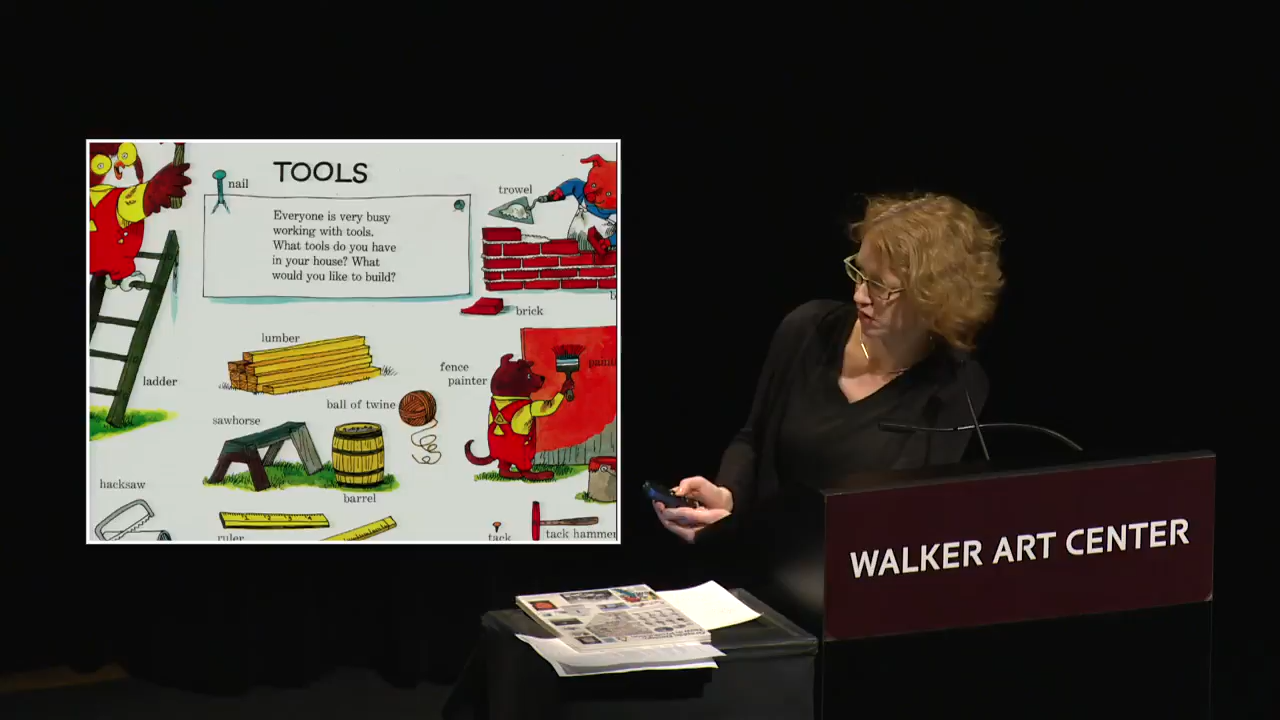 TOOLS
nail
Everyone is very busy
working with tools.
What tools do you have
in your house? What
would you like to build?
trowel
brick
lumber
ladder
fence
painter
ball of twine
sawhorse
barrel
hacksaw
ruler
tack
tack hammer
WALKER ART CENTER